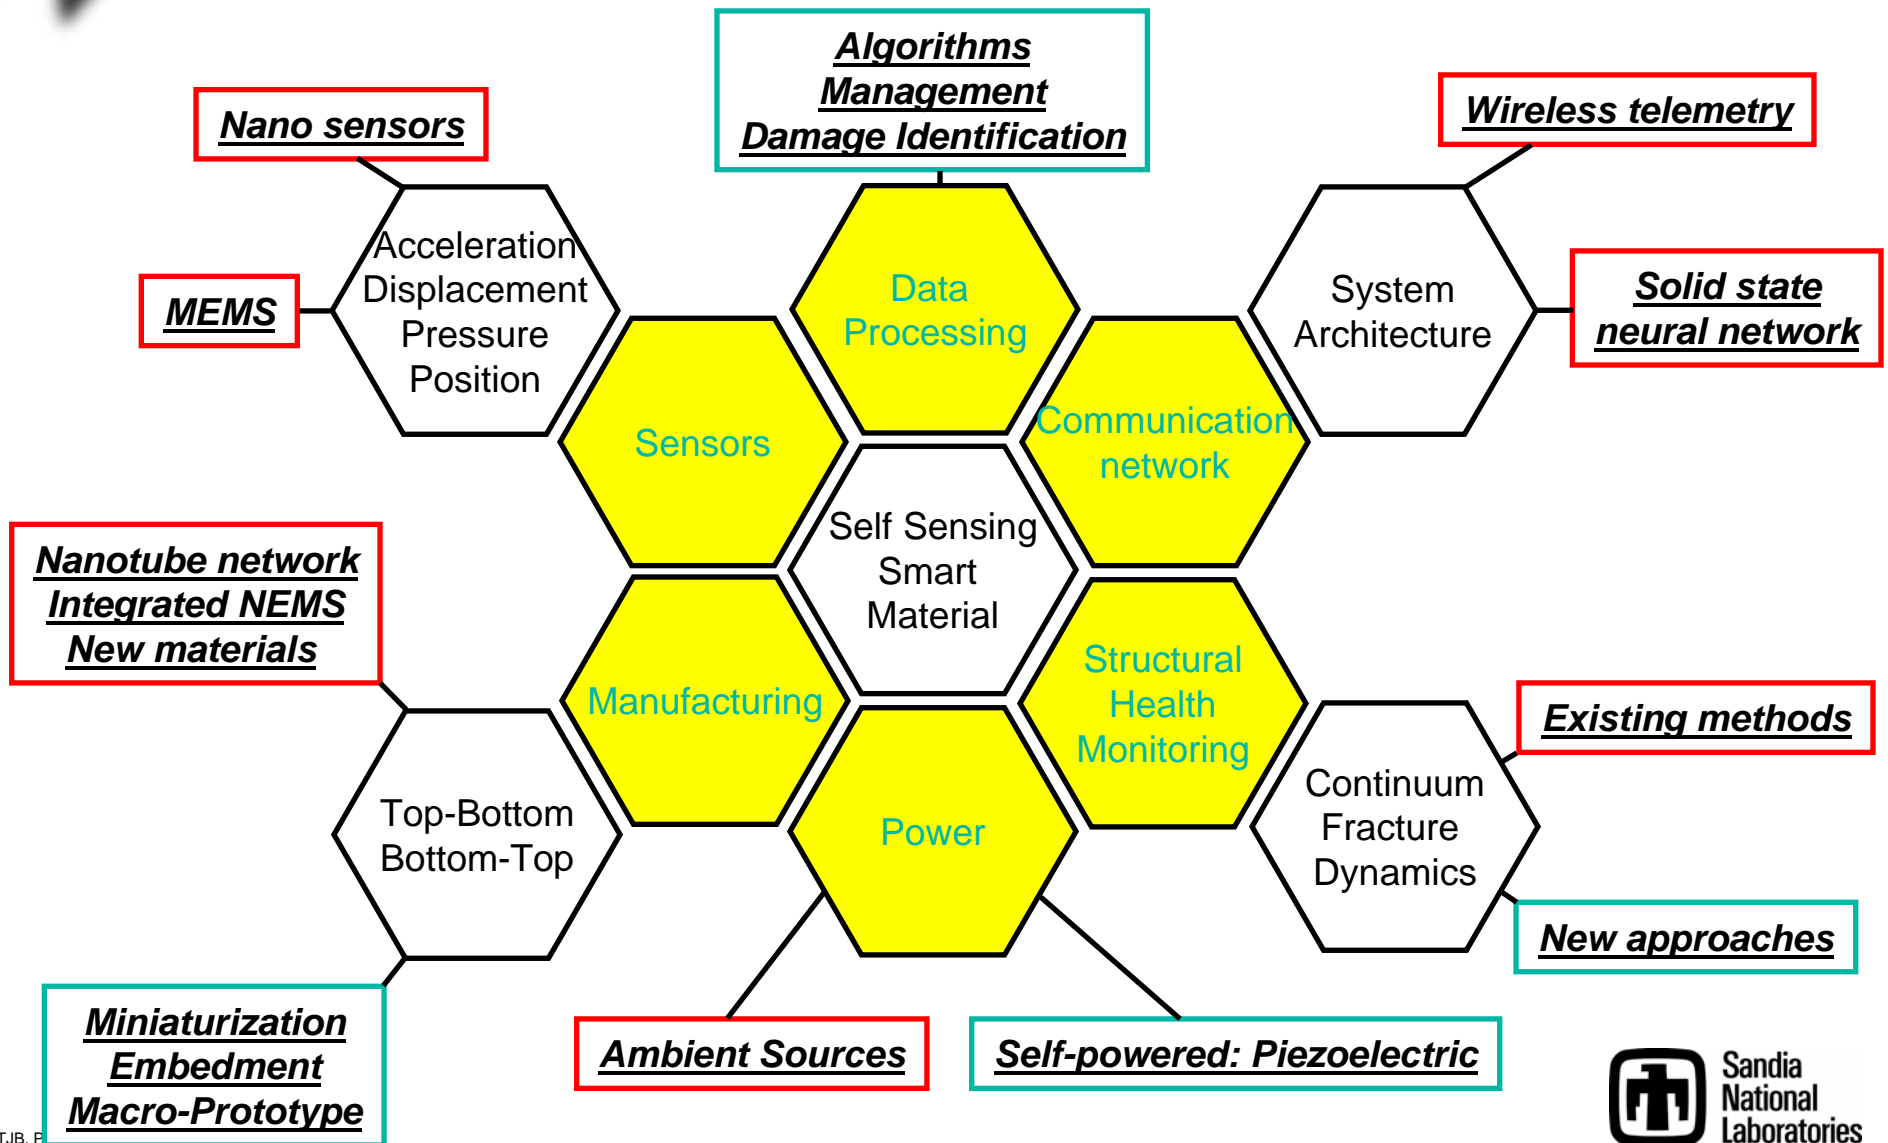 Algorithms
Management
Damage Identification
Nano sensors
Wireless telemetry
Acceleration
Displacement
Pressure
Position
MEMS
Data
Processing
System
Architecture
Solid state
neural network
Sensors
Communication
network
Self Sensing
Smart
Material
Nanotube network
Integrated NEMS
New materials
Manufacturing
Structural
Health
Monitoring
Existing methods
Top-Bottom
Bottom-Top
Power
Continuum
Fracture
Dynamics
New approaches
Miniaturization
Embedment
Macro-Prototype
Ambient Sources
Self-powered: Piezoelectric
Sandia
National
Laboratories
TJB, P